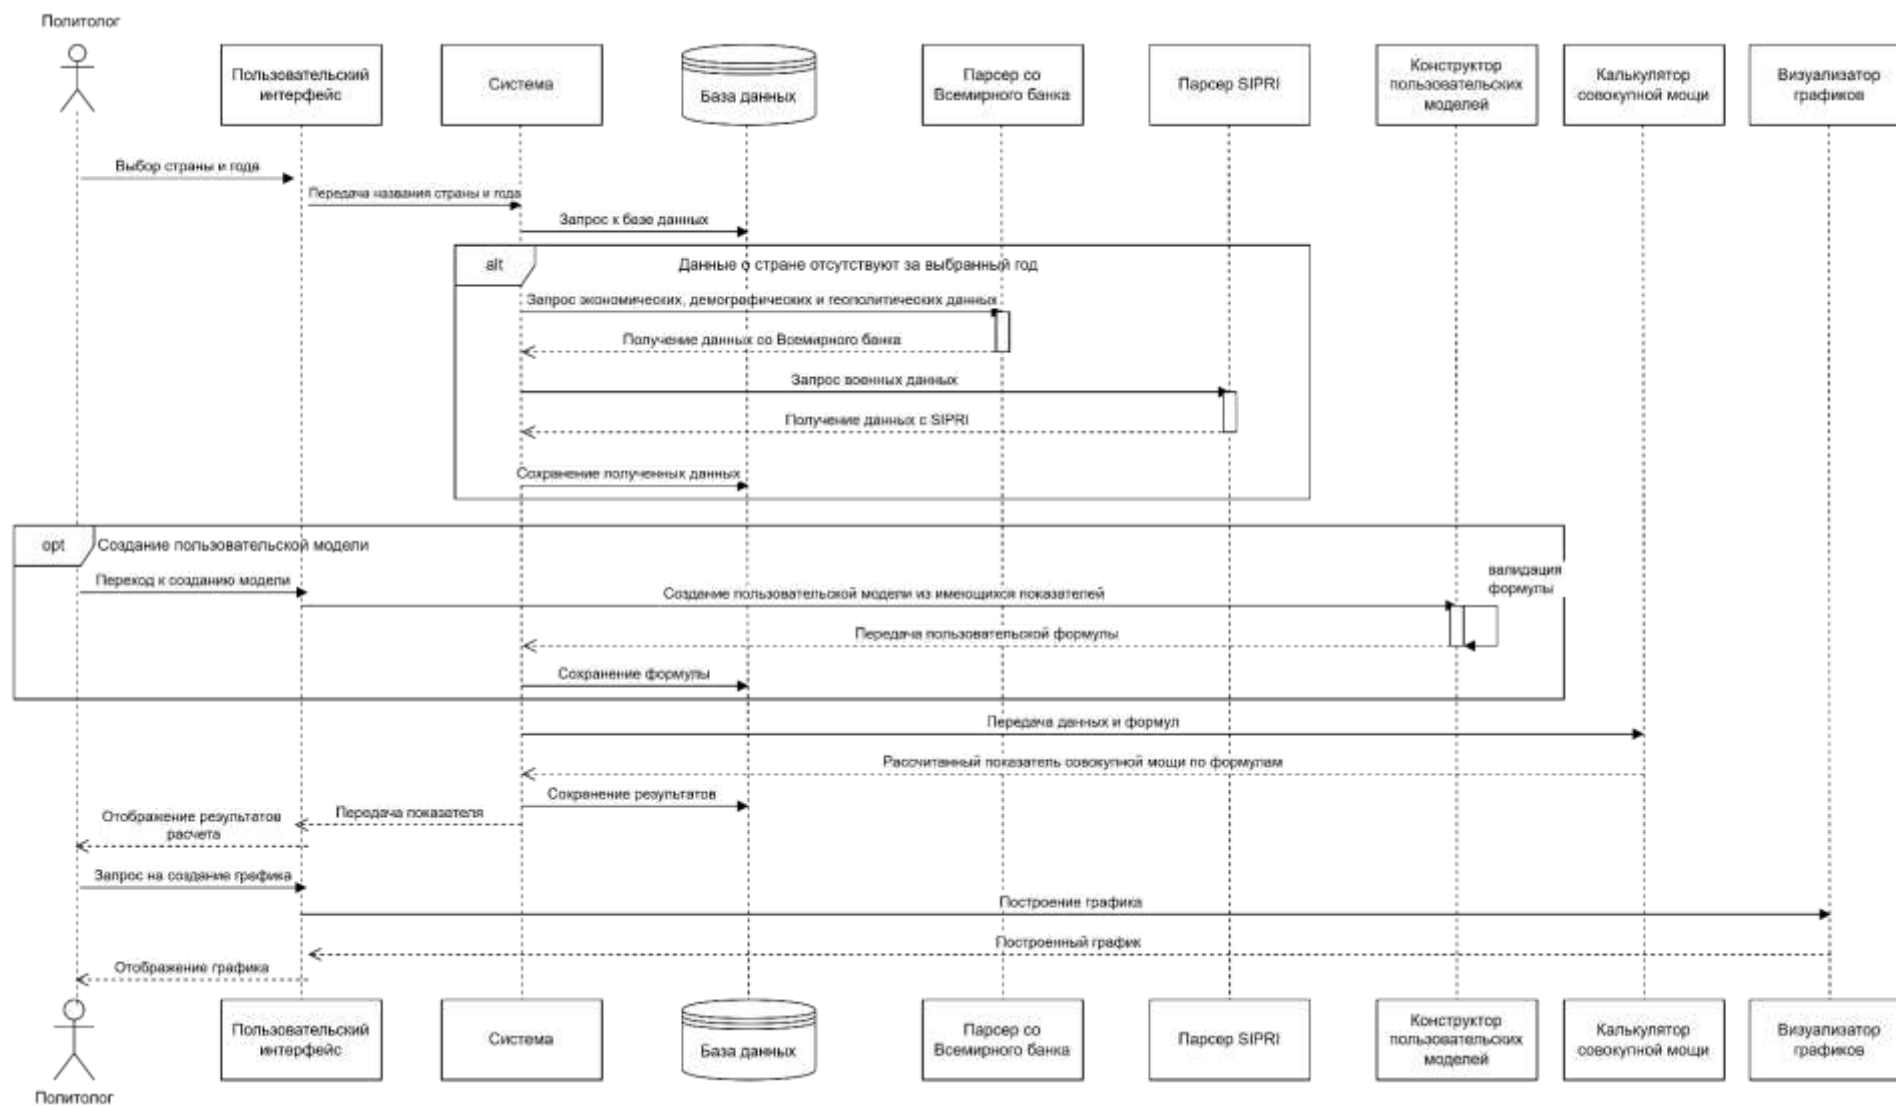 Политолог
Пользовательский
интерфейс
Система
База данных
Парсер со
Всемирного банка
Парсер SIPRI
Конструктор
пользовательских
моделей
Калькулятор
совокупной мощи
Визуализатор
графиков
Выбор страны и года
Передача названия страны и года
Запрос к базе данных
alt
Данные о стране отсутствуют за выбранный год
Запрос экономических, демографических и геополитических данных
Получение данных со Всемирного банка
Запрос военных данных
Получение данных с SIPRI
Сохранение полученных данных
opt
Создание пользовательской модели
валидация
формулы
Переход к созданию модели
Создание пользовательской модели из имеющихся показателей
Передача пользовательской формулы
Сохранение формулы
Передача данных и формул
Рассчитанный показатель совокупной мощи по формулам
Сохранение результатов
Передача показателя
Отображение результатов
расчета
Запрос на создание графика
Построение графика
Построенный график
Отображение графика
Пользовательский
интерфейс
Система
База данных
Парсер со
Всемирного банка
Парсер SIPRI
Конструктор
пользовательских
моделей
Калькулятор
совокупной мощи
Визуализатор
графиков
Политолог